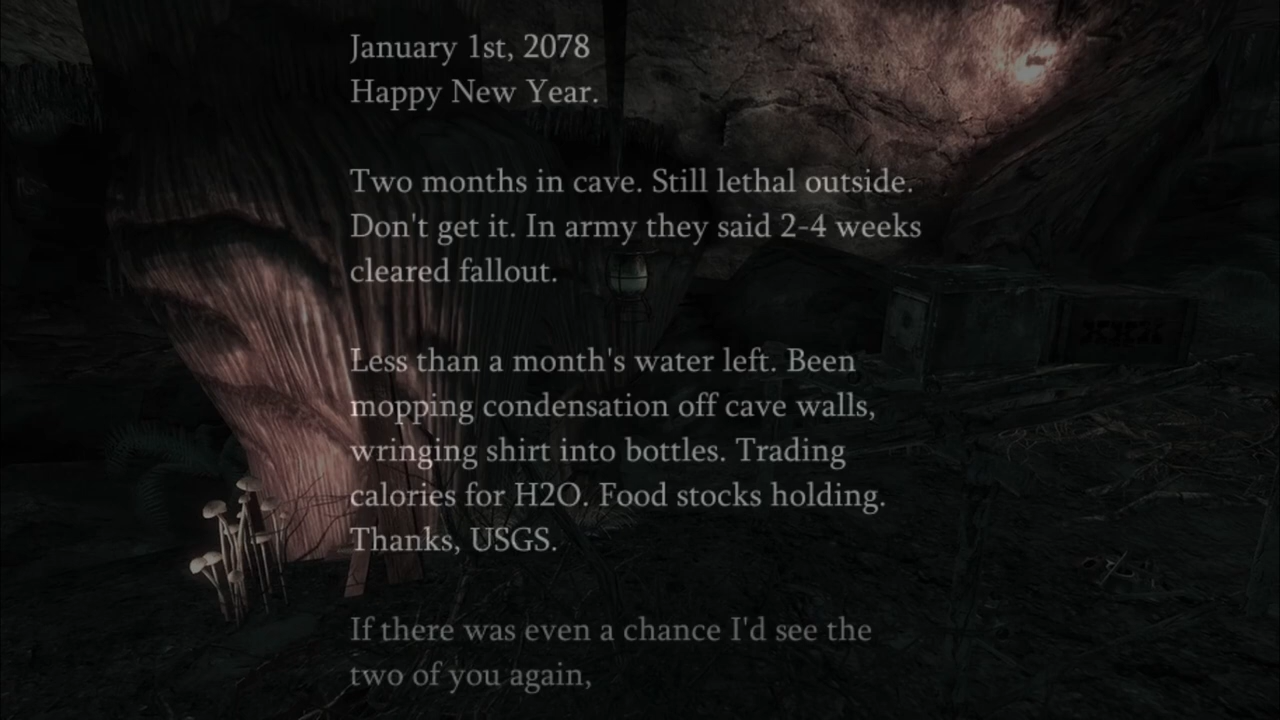 January 1st, 2078
Happy New Year.
Two months in cave. Still lethal outside.
Don't get it. In army they said 2-4 weeks
cleared fallout.
Less than a month's water left. Been
mopping condensation off cave walls,
wringing shirt into bottles. Trading
calories for H2O. Food stocks holding.
Thanks, USGS.
If there was even a chance I'd see the
two of you again,